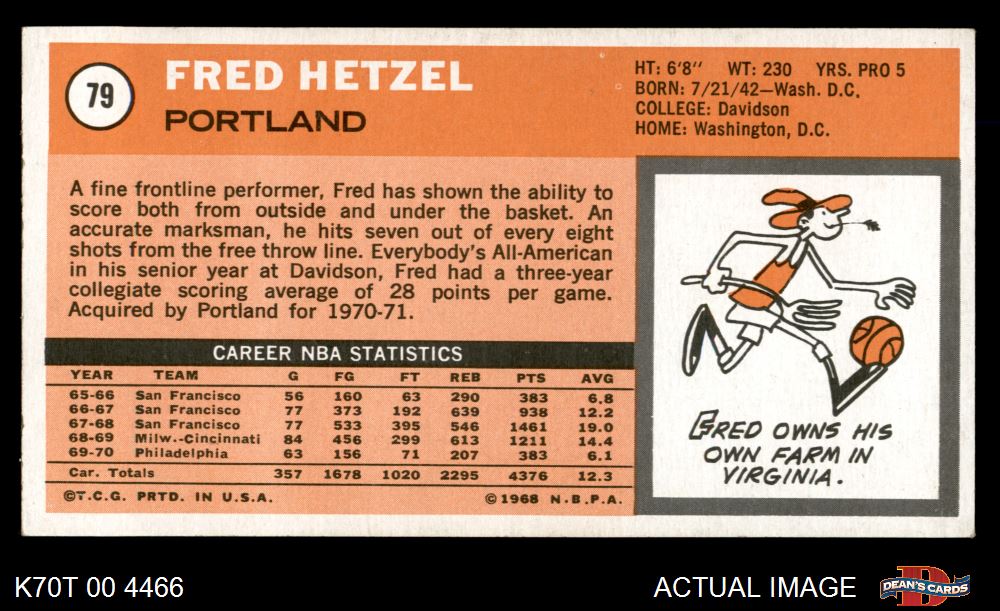 79
FRED HETZEL
PORTLAND
HT: 6'8" WT: 230 YRS. PRO 5
BORN: 7/21/42—Wash. D.C.
COLLEGE: Davidson
HOME: Washington, D.C.
A fine frontline performer, Fred has shown the ability to
score both from outside and under the basket. An
accurate marksman, he hits seven out of every eight
shots from the free throw line. Everybody's All-American
in his senior year at Davidson, Fred had a three-year
collegiate scoring average of 28 points per game.
Acquired by Portland for 1970-71.
CAREER NBA STATISTICS
YEAR TEAM G FG FT REB PTS AVG
65-66 San Francisco 56 160 63 290 383 6.8
66-67 San Francisco 77 373 192 639 938 12.2
67-68 San Francisco 77 533 395 546 1461 19.0
68-69 Milw.-Cincinnati 84 456 299 613 1211 14.4
69-70 Philadelphia 63 156 71 207 383 6.1
Car. Totals 357 1678 1020 2295 4376 12.3
©T.C.G. PRTD. IN U.S.A. ©1968 N.B.P.A.
FRED OWNS HIS
OWN FARM IN
VIRGINIA.
K70T 00 4466
ACTUAL IMAGE
D
DEAN'S CARDS